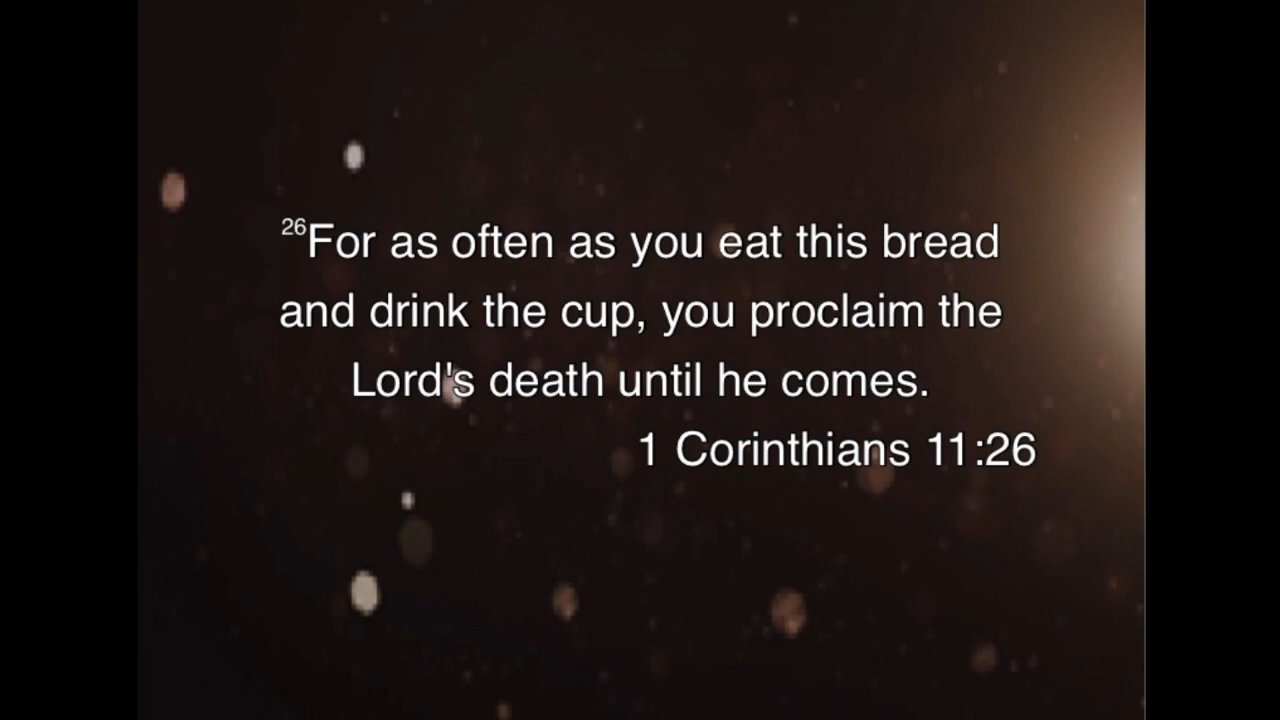 26For as often as you eat this bread
and drink the cup, you proclaim the
Lord's death until he comes.
1 Corinthians 11:26